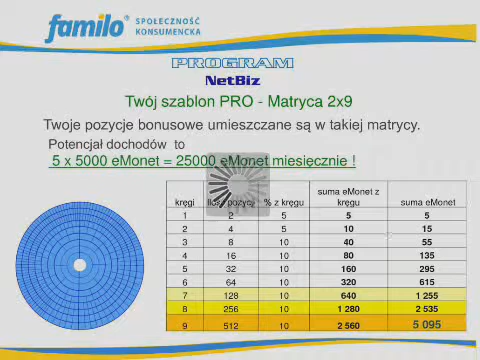 familo® SPOŁECZNOŚĆ
KONSUMENCKA
PROGRAM
NetBiz
Twój szablon PRO - Matryca 2x9
Twoje pozycje bonusowe umieszczane są w takiej matrycy.
Potencjał dochodów to
5 x 5000 eMonet = 25000 eMonet miesięcznie !
kręgi Ilość pozycji % z kręgu suma eMonet z kręgu suma eMonet
1 2 5 5 5
2 4 5 10 15
3 8 10 40 55
4 16 10 80 135
5 32 10 160 295
6 64 10 320 615
7 128 10 640 1 255
8 256 10 1 280 2 535
9 512 10 2 560 5 095